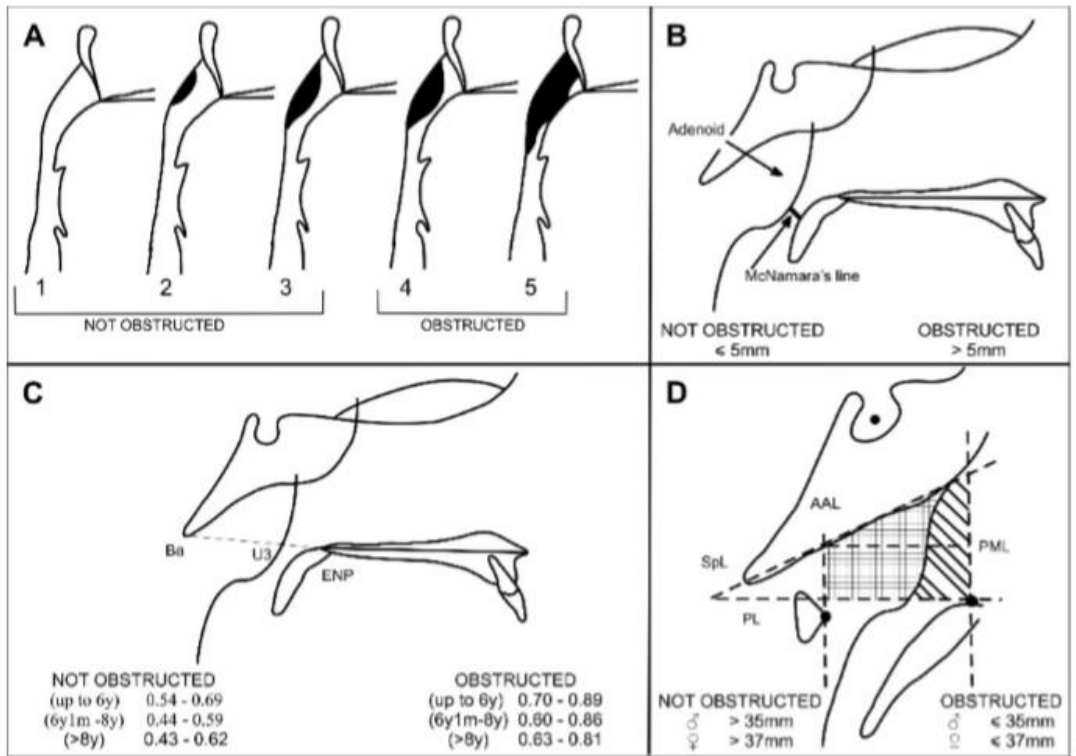 A
1 2 3 4 5
NOT OBSTRUCTED OBSTRUCTED
B
Adenoid
McNamara's line
NOT OBSTRUCTED OBSTRUCTED
⩽ 5mm > 5mm
C
Ba U3
ENP
NOT OBSTRUCTED OBSTRUCTED
(up to 6y) 0.54 - 0.69 (up to 6y) 0.70 - 0.89
(6y1m -8y) 0.44 - 0.59 (6y1m-8y) 0.60 - 0.86
(>8y) 0.43 - 0.62 (>8y) 0.63 - 0.81
D
AAL
SpL PML
PL
NOT OBSTRUCTED OBSTRUCTED
♂ > 35mm ♂ ⩽ 35mm
♀ > 37mm ♀ ⩽ 37mm